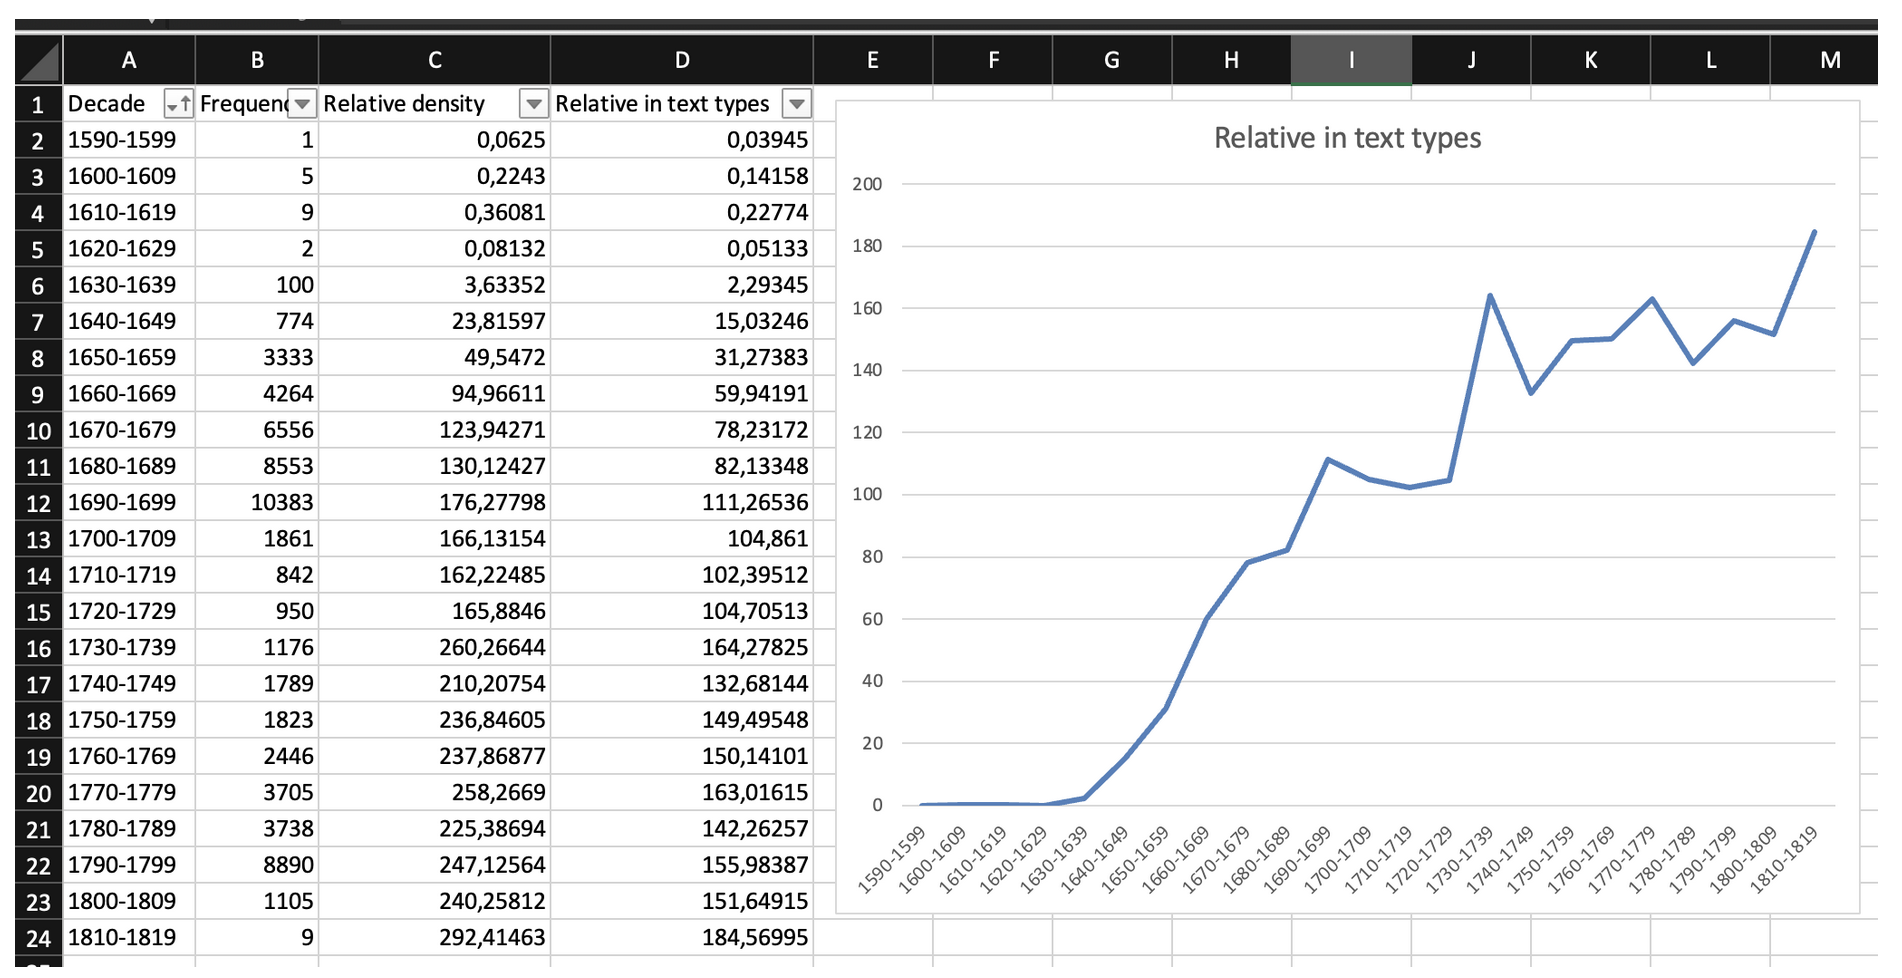 A B C D E F G H I J K L M
1 Decade Frequenc Relative density Relative in text types
2 1590-1599 1 0,0625 0,03945
3 1600-1609 5 0,2243 0,14158
4 1610-1619 9 0,36081 0,22774
5 1620-1629 2 0,08132 0,05133
6 1630-1639 100 3,63352 2,29345
7 1640-1649 774 23,81597 15,03246
8 1650-1659 3333 49,5472 31,27383
9 1660-1669 4264 94,96611 59,94191
10 1670-1679 6556 123,94271 78,23172
11 1680-1689 8553 130,12427 82,13348
12 1690-1699 10383 176,27798 111,26536
13 1700-1709 1861 166,13154 104,861
14 1710-1719 842 162,22485 102,39512
15 1720-1729 950 165,8846 104,70513
16 1730-1739 1176 260,26644 164,27825
17 1740-1749 1789 210,20754 132,68144
18 1750-1759 1823 236,84605 149,49548
19 1760-1769 2446 237,86877 150,14101
20 1770-1779 3705 258,2669 163,01615
21 1780-1789 3738 225,38694 142,26257
22 1790-1799 8890 247,12564 155,98387
23 1800-1809 1105 240,25812 151,64915
24 1810-1819 9 292,41463 184,56995
Relative in text types
200
180
160
140
120
100
80
60
40
20
0
1590-1599
1600-1609
1610-1619
1620-1629
1630-1639
1640-1649
1650-1659
1660-1669
1670-1679
1680-1689
1690-1699
1700-1709
1710-1719
1720-1729
1730-1739
1740-1749
1750-1759
1760-1769
1770-1779
1780-1789
1790-1799
1800-1809
1810-1819